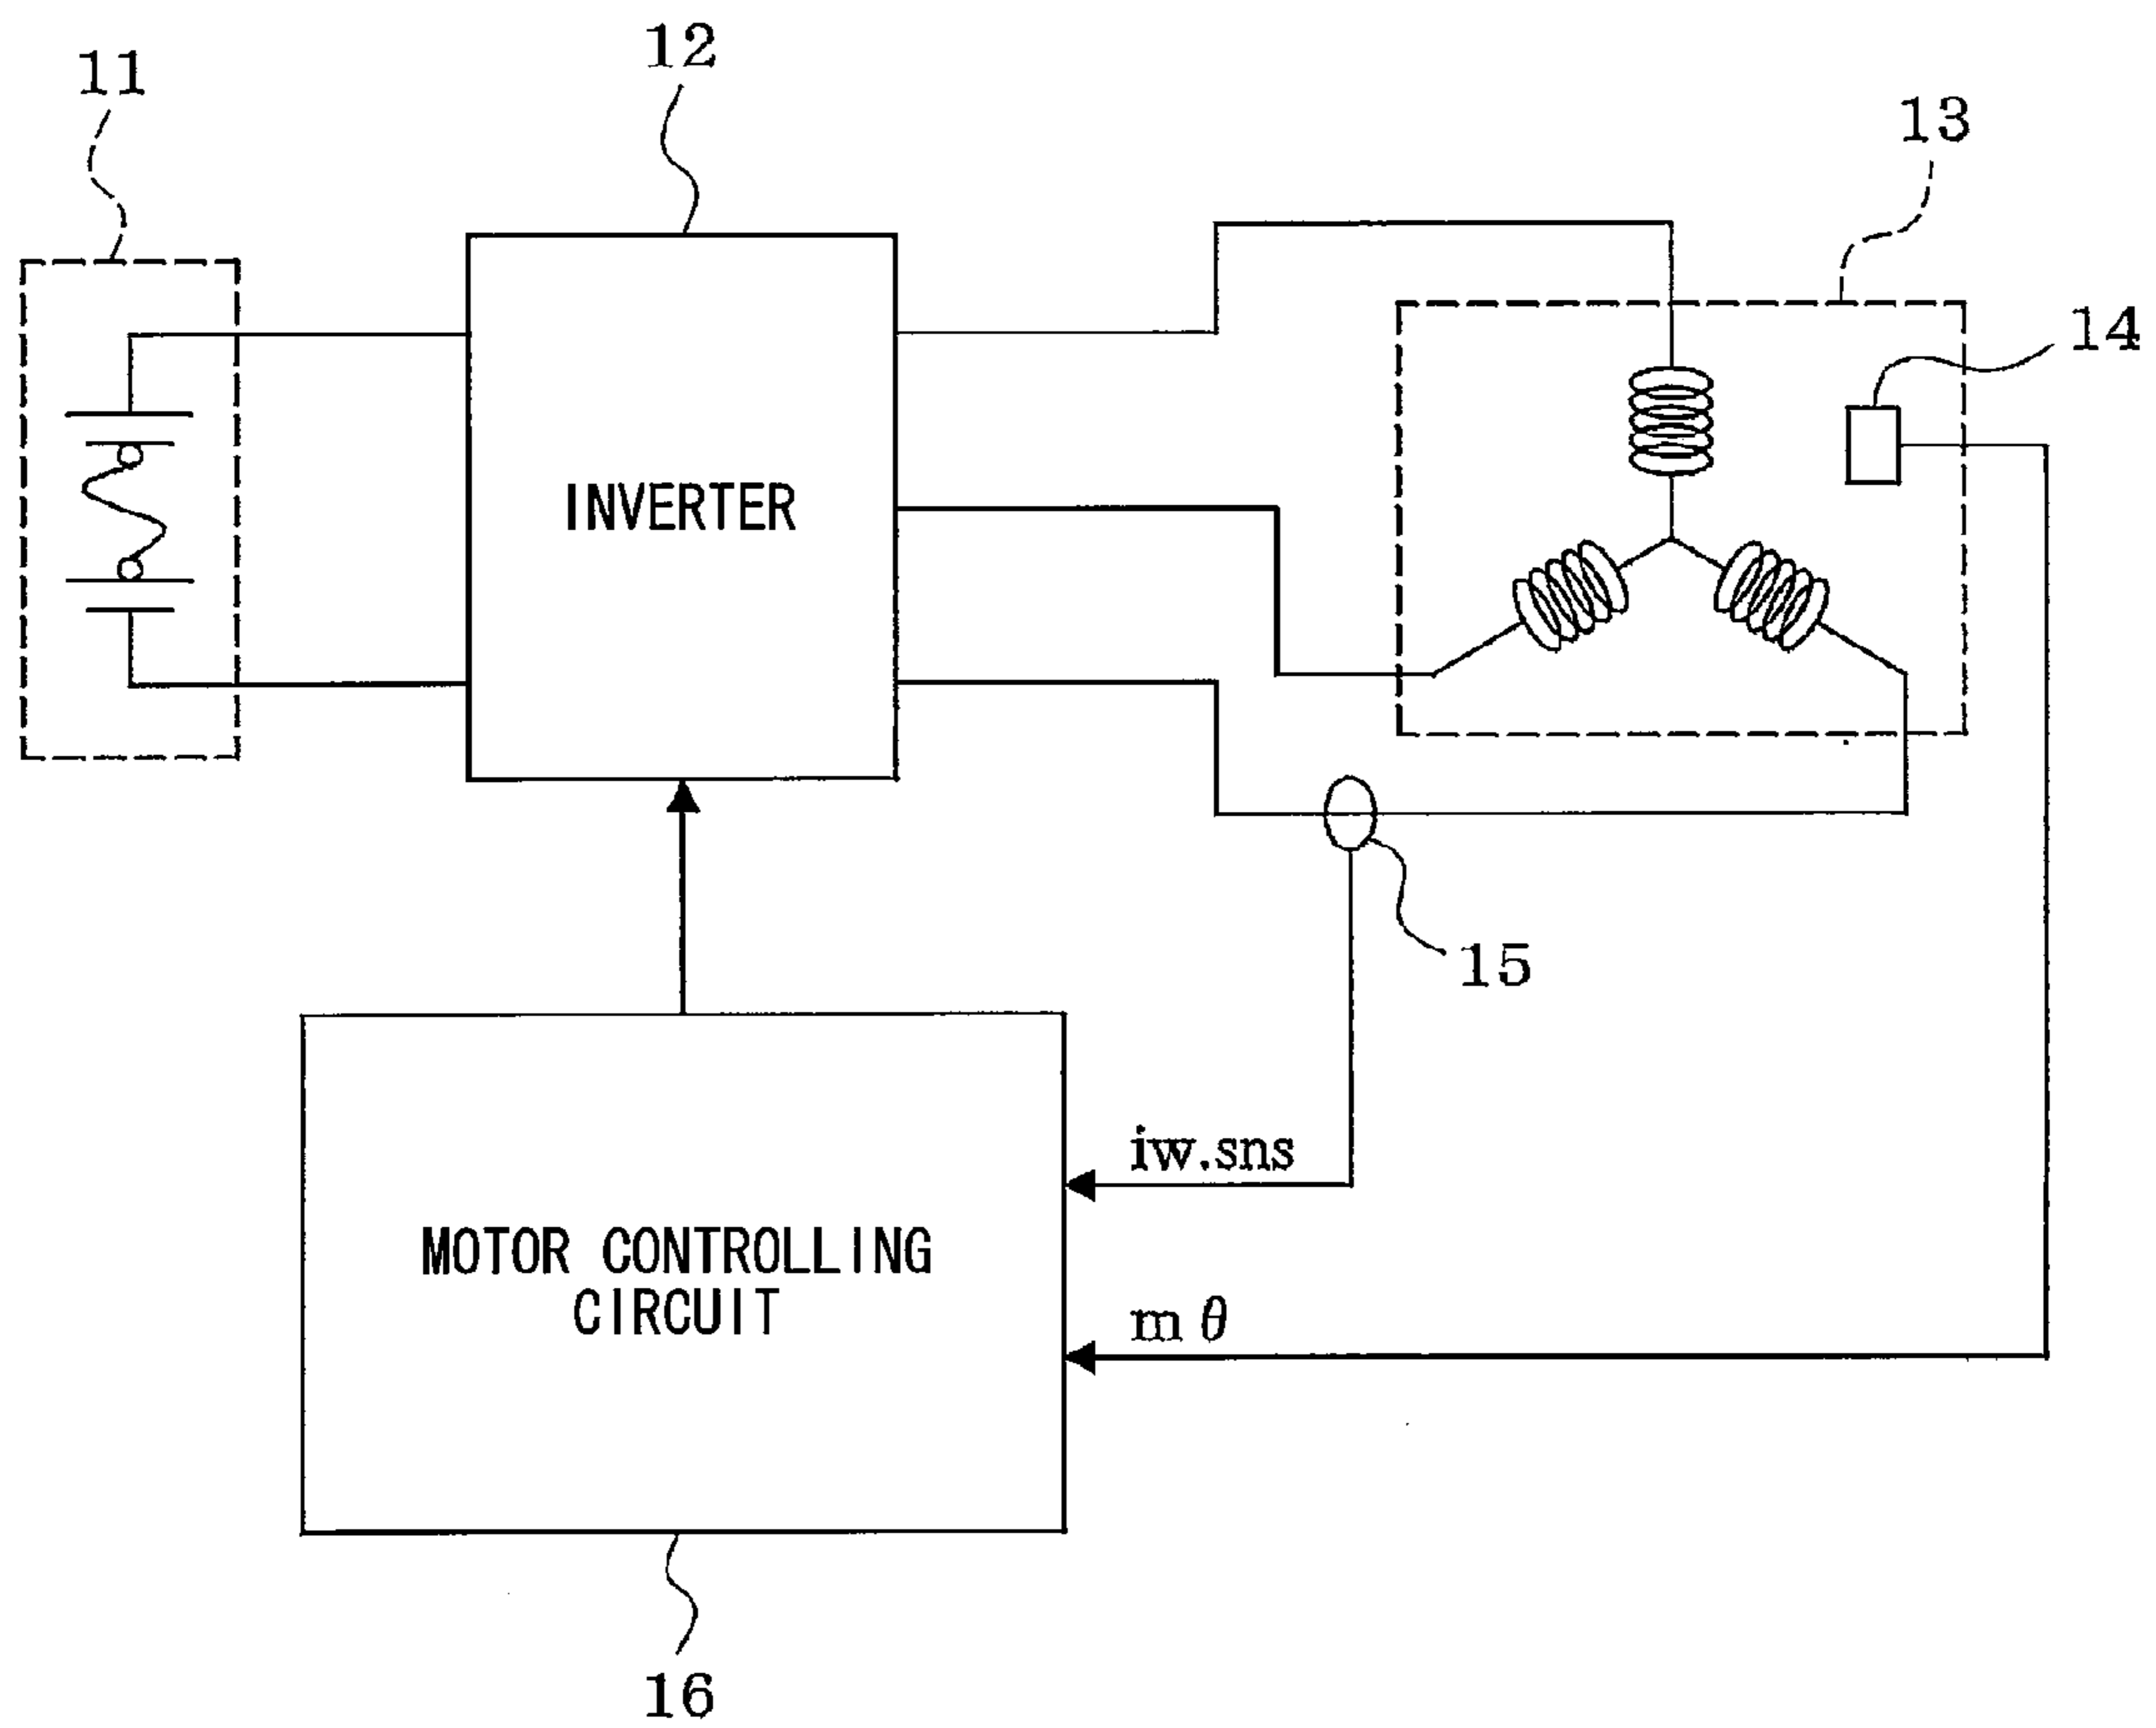 12
11
13
14
INVERTER
15
iw.sns
MOTOR CONTROLLING
CIRCUIT
m θ
16